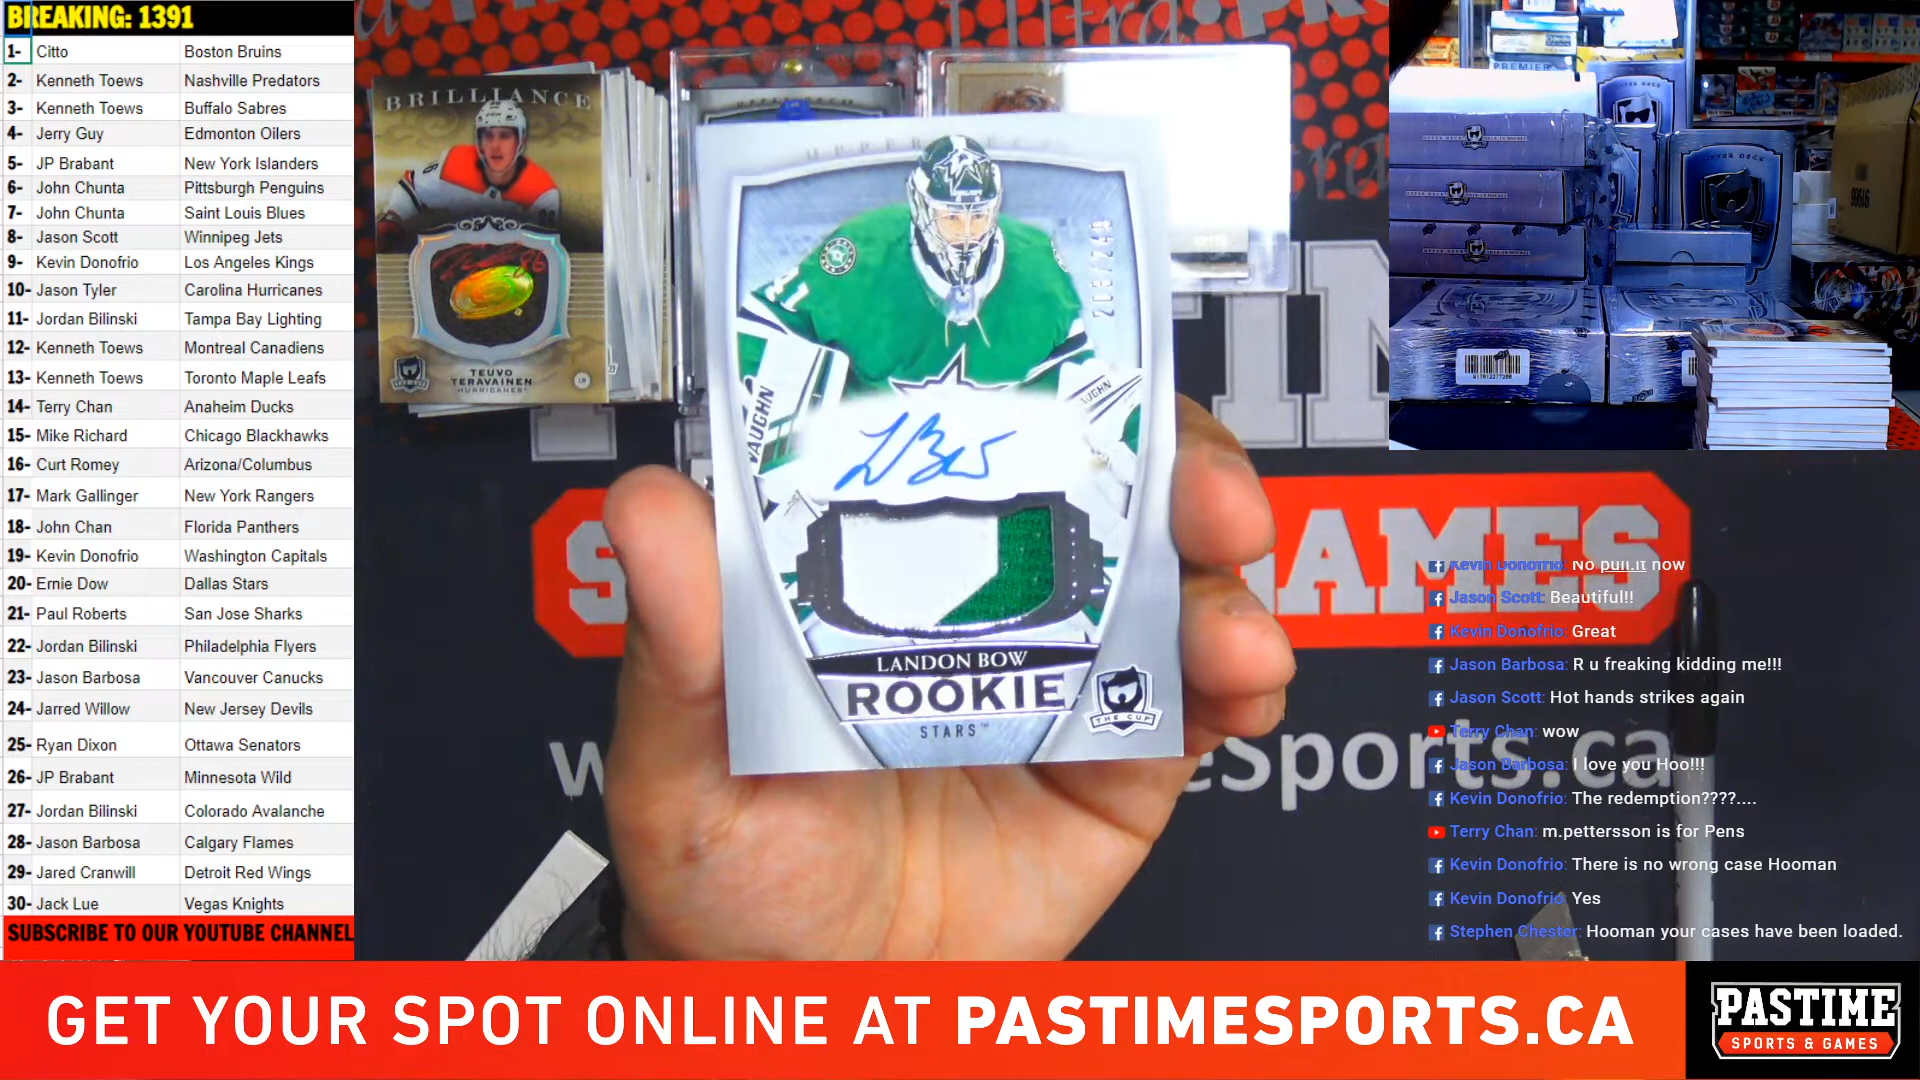 BREAKING: 1391
1- Citto Boston Bruins
2- Kenneth Toews Nashville Predators
3- Kenneth Toews Buffalo Sabres
4- Jerry Guy Edmonton Oilers
5- JP Brabant New York Islanders
6- John Chunta Pittsburgh Penguins
7- John Chunta Saint Louis Blues
8- Jason Scott Winnipeg Jets
9- Kevin Donofrio Los Angeles Kings
10- Jason Tyler Carolina Hurricanes
11- Jordan Bilinski Tampa Bay Lighting
12- Kenneth Toews Montreal Canadiens
13- Kenneth Toews Toronto Maple Leafs
14- Terry Chan Anaheim Ducks
15- Mike Richard Chicago Blackhawks
16- Curt Romey Arizona/Columbus
17- Mark Gallinger New York Rangers
18- John Chan Florida Panthers
19- Kevin Donofrio Washington Capitals
20- Ernie Dow Dallas Stars
21- Paul Roberts San Jose Sharks
22- Jordan Bilinski Philadelphia Flyers
23- Jason Barbosa Vancouver Canucks
24- Jarred Willow New Jersey Devils
25- Ryan Dixon Ottawa Senators
26- JP Brabant Minnesota Wild
27- Jordan Bilinski Colorado Avalanche
28- Jason Barbosa Calgary Flames
29- Jared Cranwill Detroit Red Wings
30- Jack Lue Vegas Knights
SUBSCRIBE TO OUR YOUTUBE CHANNEL
BRILLIANCE
TEUVO
TERAVAINEN
HURRICANES
UPPER
VAUGHN
VAUGHN
LANDON BOW
ROOKIE
STARS™
THE CUP
GAMES
w
eSports.ca
PREMIER
UPPER DECK
Kevin Donofrio: No pull.it now
Jason Scott: Beautiful!!
Kevin Donofrio: Great
Jason Barbosa: R u freaking kidding me!!!
Jason Scott: Hot hands strikes again
Terry Chan: wow
Jason Barbosa: I love you Hoo!!!
Kevin Donofrio: The redemption????....
Terry Chan: m.pettersson is for Pens
Kevin Donofrio: There is no wrong case Hooman
Kevin Donofrio: Yes
Stephen Chester: Hooman your cases have been loaded.
GET YOUR SPOT ONLINE AT PASTIMESPORTS.CA
PASTIME
SPORTS & GAMES